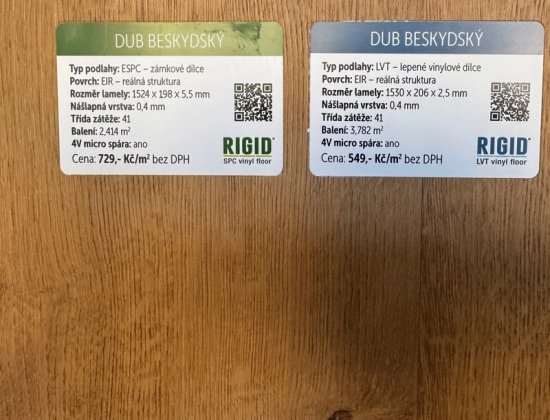 DUB BESKYDSKÝ
Typ podlahy: ESPC – zámkové dílce
Povrch: EIR – reálná struktura
Rozměr lamely: 1524 x 198 x 5,5 mm
Nášlapná vrstva: 0,4 mm
Třída zátěže: 41
Balení: 2,414 m²
4V micro spára: ano
Cena: 729,- Kč/m² bez DPH
RIGID
SPC vinyl floor
DUB BESKYDSKÝ
Typ podlahy: LVT – lepené vinylové dílce
Povrch: EIR – reálná struktura
Rozměr lamely: 1530 x 206 x 2,5 mm
Nášlapná vrstva: 0,4 mm
Třída zátěže: 41
Balení: 3,782 m²
4V micro spára: ano
Cena: 549,- Kč/m² bez DPH
RIGID
LVT vinyl floor